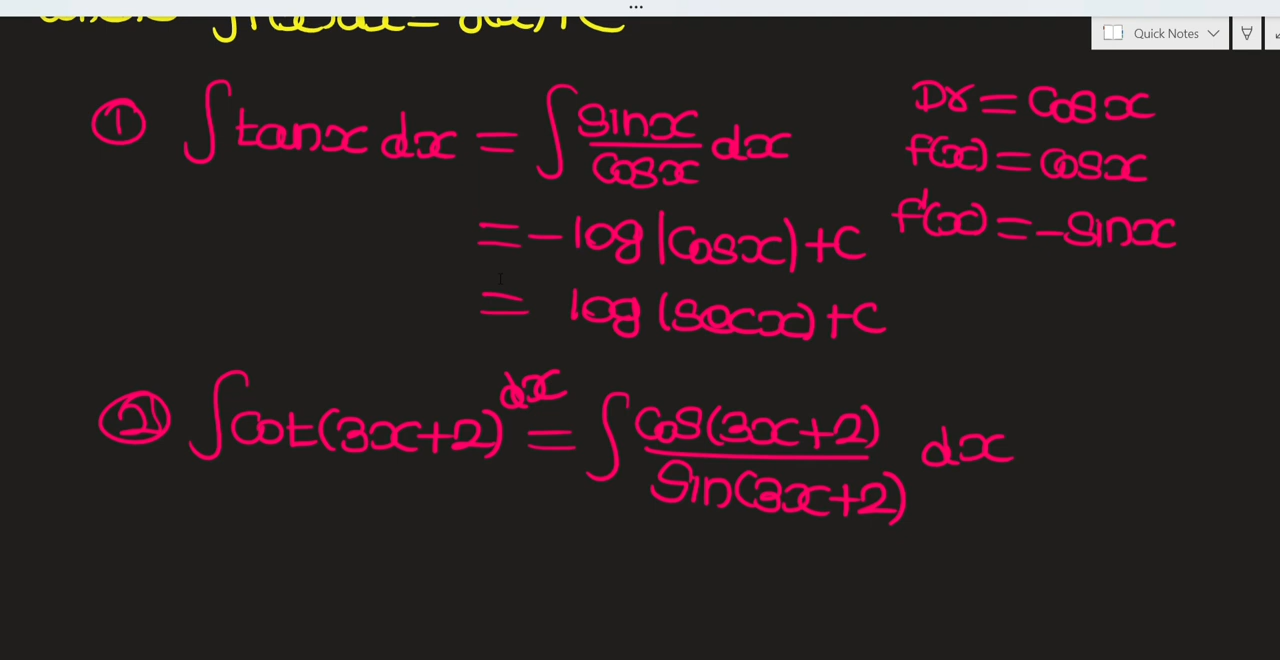 Quick Notes
① ∫tanx dx = ∫ sinx/cosx dx
Dr = cosx
f(x) = cosx
= -log|cosx)+C
f'(x) = -sinx
= log(secx)+C
② ∫cot(3x+2) dx = ∫ cos(3x+2)/sin(3x+2) dx